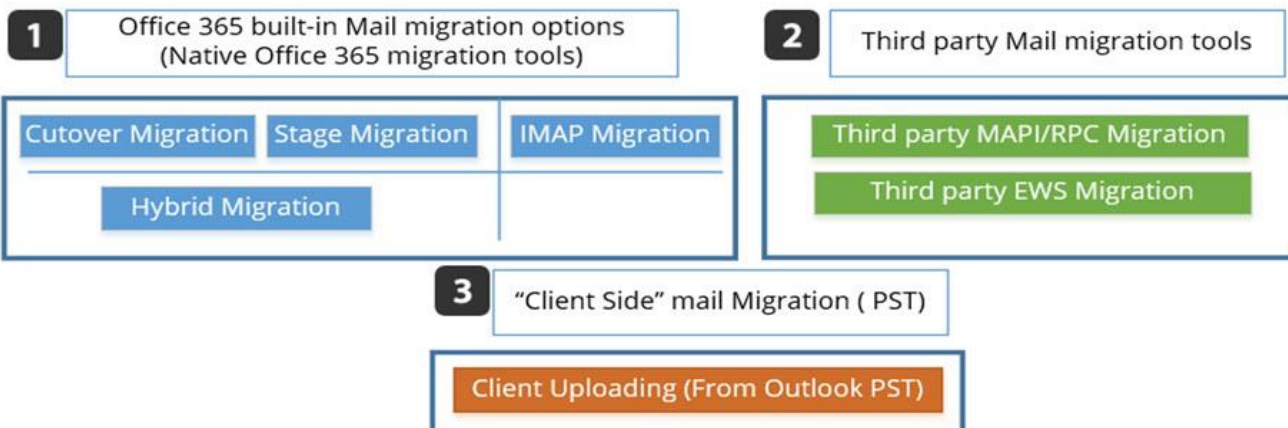 1
Office 365 built-in Mail migration options
(Native Office 365 migration tools)
Cutover Migration
Stage Migration
IMAP Migration
Hybrid Migration
2
Third party Mail migration tools
Third party MAPI/RPC Migration
Third party EWS Migration
3
“Client Side” mail Migration ( PST)
Client Uploading (From Outlook PST)